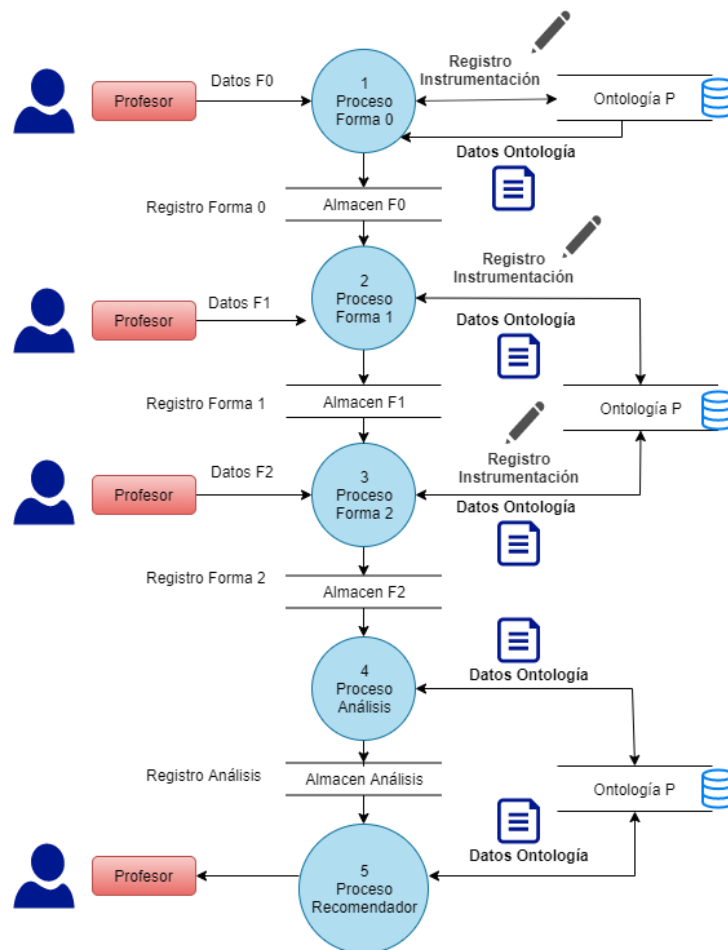 Datos F0
Profesor
1
Proceso
Forma 0
Registro
Instrumentación
Ontología P
Datos Ontología
Registro Forma 0
Almacen F0
Registro
Instrumentación
2
Proceso
Forma 1
Datos F1
Profesor
Datos Ontología
Registro Forma 1
Almacen F1
Ontología P
Registro
Instrumentación
Datos F2
Profesor
3
Proceso
Forma 2
Datos Ontología
Registro Forma 2
Almacen F2
4
Proceso
Análisis
Datos Ontología
Registro Análisis
Almacen Análisis
Ontología P
Datos Ontología
Profesor
5
Proceso
Recomendador